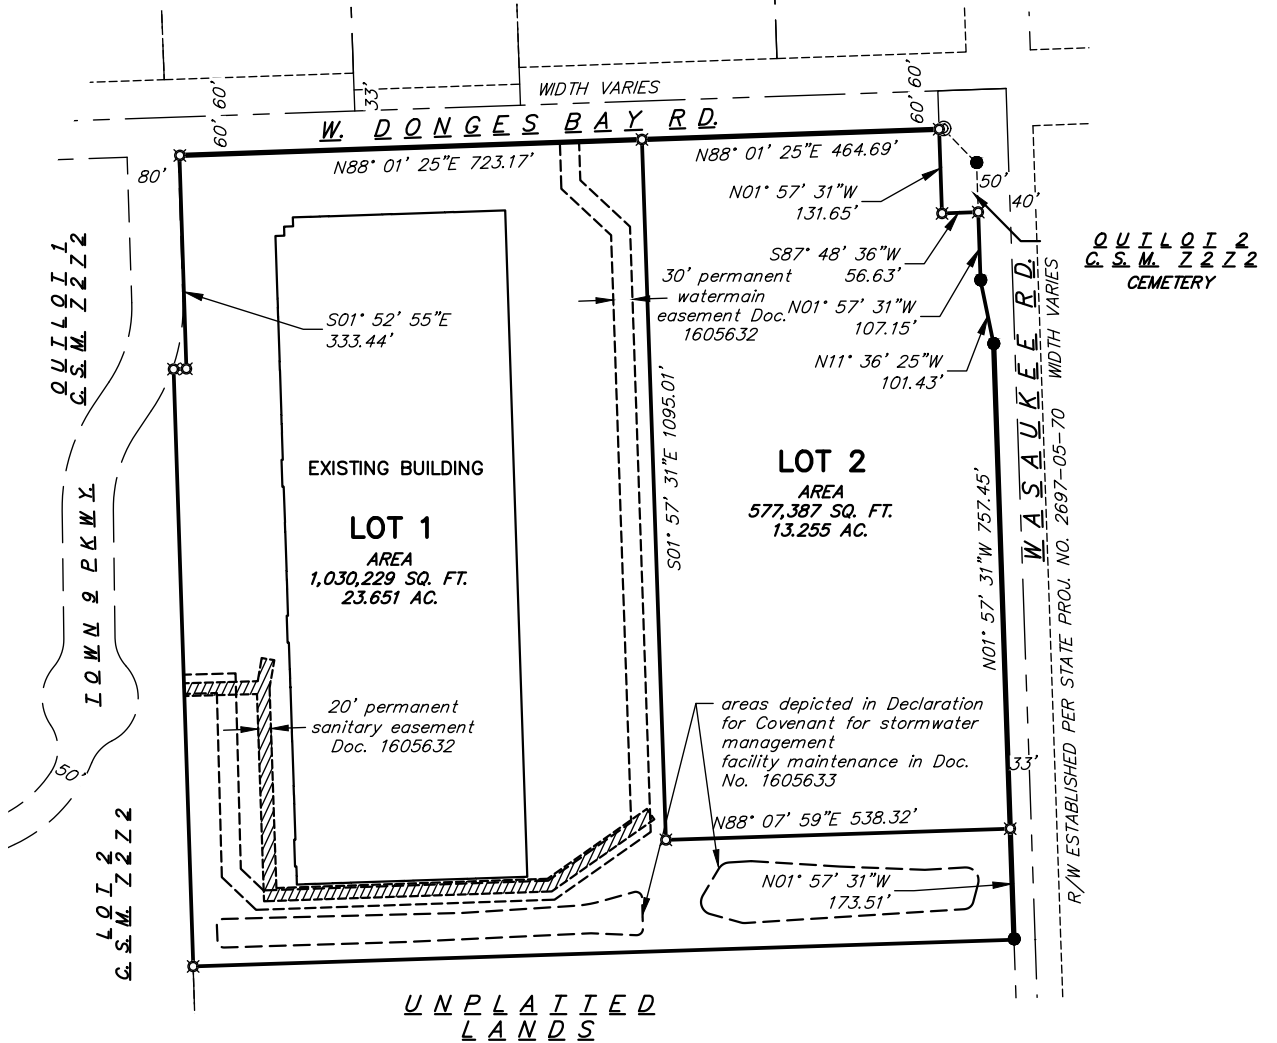 WIDTH VARIES
33'
60' 60'
60'
60' 60'
W. DONGES BAY RD.
N88° 01' 25"E 723.17'
N88° 01' 25"E 464.69'
80'
50'
40'
N01° 57' 31"W
131.65'
S87° 48' 36"W
56.63'
N01° 57' 31"W
107.15'
N11° 36' 25"W
101.43'
OUTLOT 2
C.S.M. 7272
CEMETERY
OUTLOT 1
C.S.M. 7272
S01° 52' 55"E
333.44'
30' permanent
watermain
easement Doc.
1605632
EXISTING BUILDING
LOT 1
AREA
1,030,229 SQ. FT.
23.651 AC.
S01° 57' 31"E 1095.01'
LOT 2
AREA
577,387 SQ. FT.
13.255 AC.
N01° 57' 31"W 757.45'
WASAUKEE RD.
WIDTH VARIES
R/W ESTABLISHED PER STATE PROJ. NO. 2697-05-70
TOWN 9 PKWY.
20' permanent
sanitary easement
Doc. 1605632
areas depicted in Declaration
for Covenant for stormwater
management
facility maintenance in Doc.
No. 1605633
33'
50'
N88° 07' 59"E 538.32'
N01° 57' 31"W
173.51'
LOT 2
C.S.M. 7272
UNPLATTED
LANDS